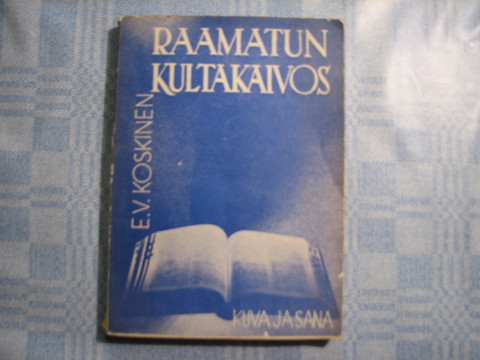 RAAMATUN
KULTAKAIVOS
E.V. KOSKINEN
KUVA JA SANA